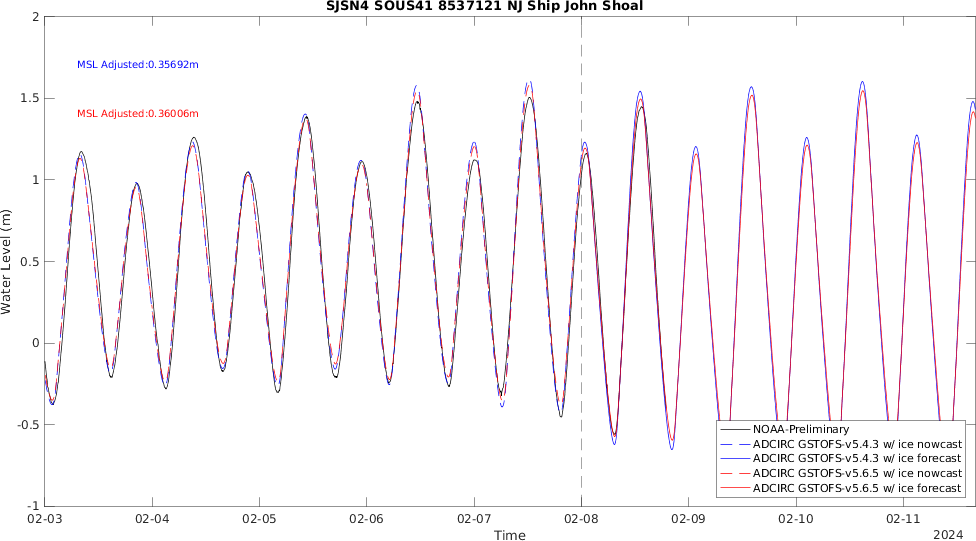 SJSN4 SOUS41 8537121 NJ Ship John Shoal
2
1.5
1
0.5
0
-0.5
-1
Water Level (m)
MSL Adjusted:0.35692m
MSL Adjusted:0.36006m
NOAA-Preliminary
ADCIRC GSTOFS-v5.4.3 w/ ice nowcast
ADCIRC GSTOFS-v5.4.3 w/ ice forecast
ADCIRC GSTOFS-v5.6.5 w/ ice nowcast
ADCIRC GSTOFS-v5.6.5 w/ ice forecast
02-03 02-04 02-05 02-06 02-07 02-08 02-09 02-10 02-11
Time
2024